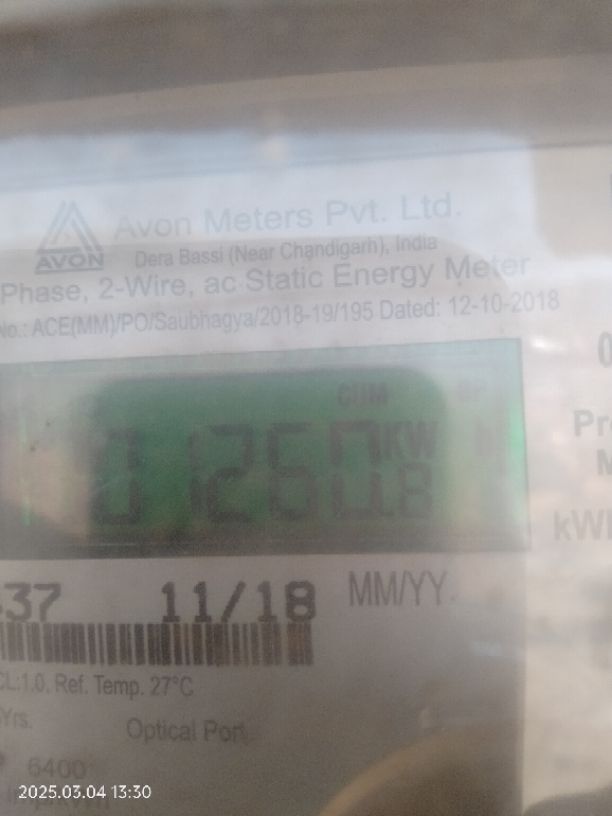 Avon Meters Pvt. Ltd.
AVON
Dera Bassi (Near Chandigarh), India
Phase, 2-Wire, ac Static Energy Meter
No.: ACE(MM)/PO/Saubhagya/2018-19/195 Dated: 12-10-2018
CUM
KW
37 11/18 MM/YY.
CL:1.0, Ref. Temp. 27°C
Yrs. Optical Port
6400
2025.03.04 13:30